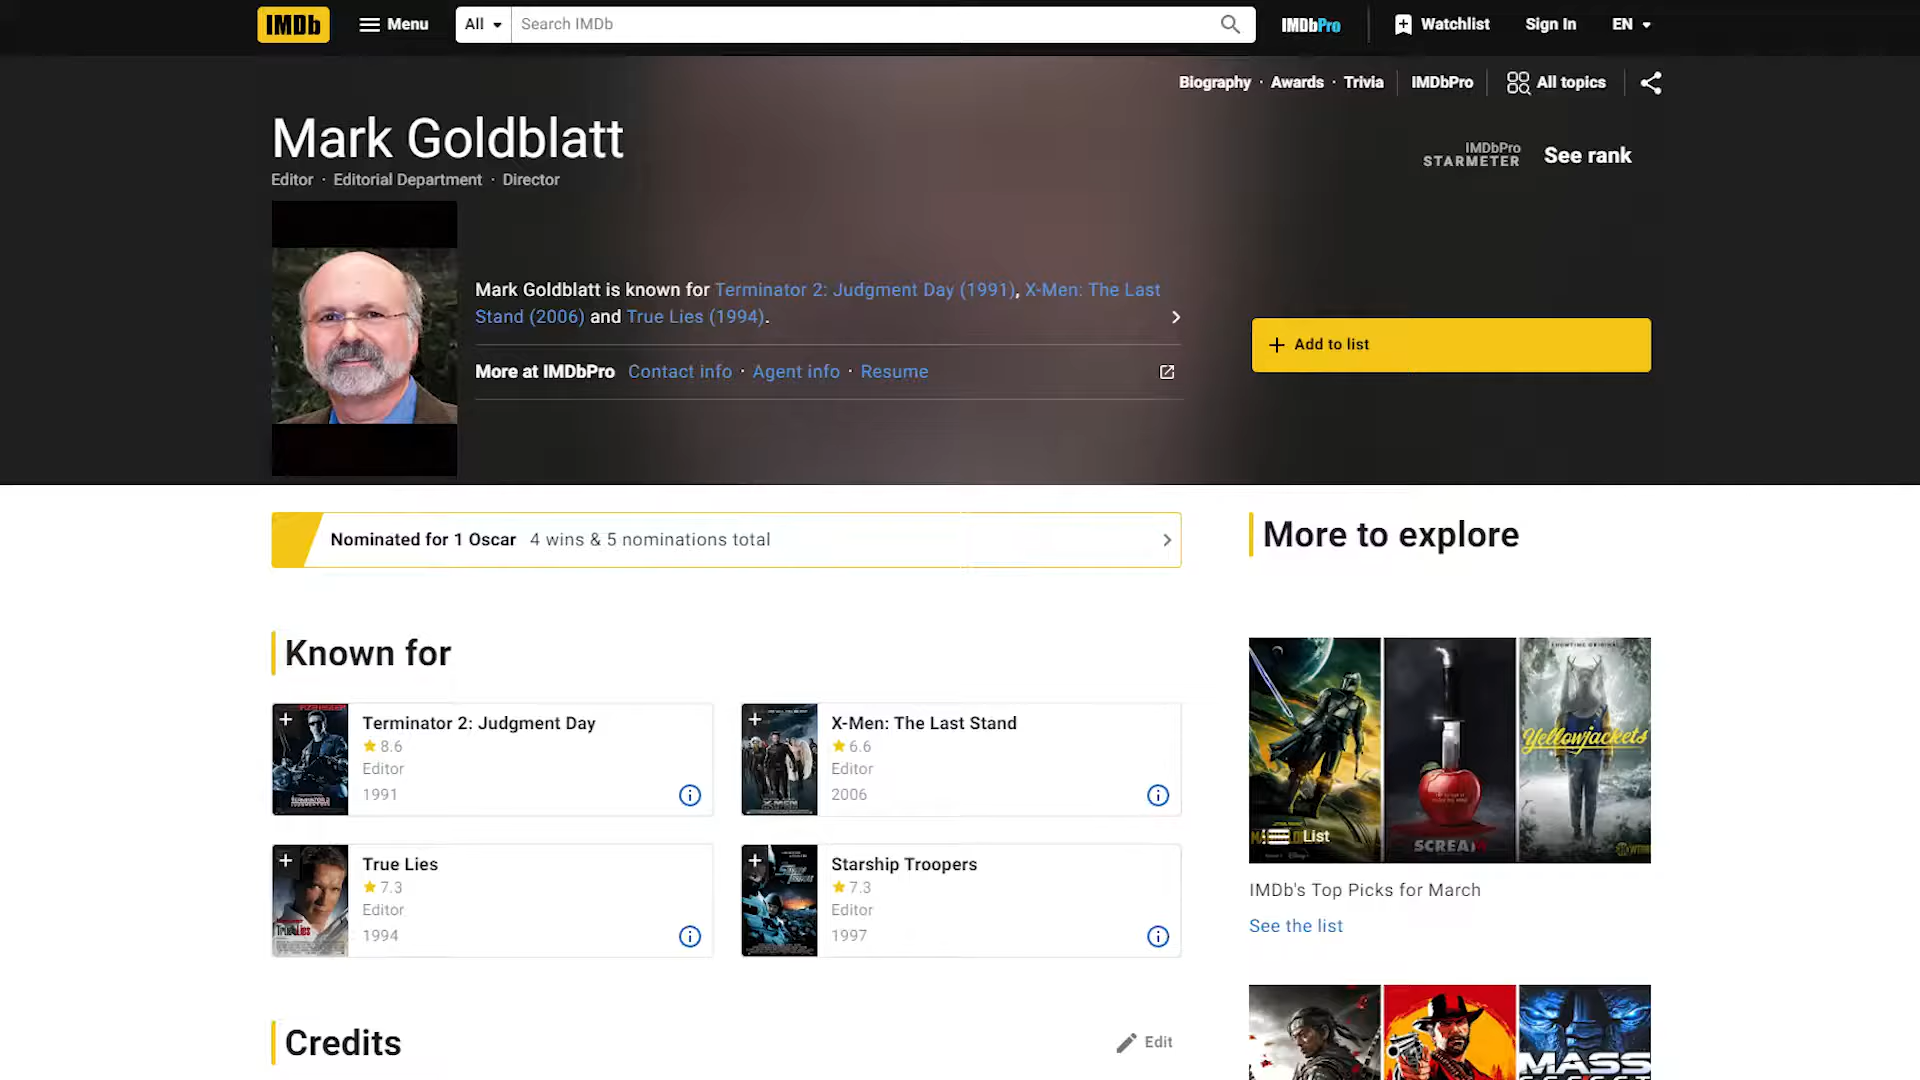 IMDb Menu All Search IMDb IMDbPro Watchlist Sign In EN
Biography · Awards · Trivia IMDbPro All topics
Mark Goldblatt
Editor · Editorial Department · Director
IMDbPro
STARMETER See rank
Mark Goldblatt is known for Terminator 2: Judgment Day (1991), X-Men: The Last
Stand (2006) and True Lies (1994).
Add to list
More at IMDbPro Contact info · Agent info · Resume
Nominated for 1 Oscar 4 wins & 5 nominations total
More to explore
Known for
Terminator 2: Judgment Day
8.6
Editor
1991
X-Men: The Last Stand
6.6
Editor
2006
True Lies
7.3
Editor
1994
Starship Troopers
7.3
Editor
1997
Yellowjackets
List
SCREAM
IMDb's Top Picks for March
See the list
MASS
Credits
Edit